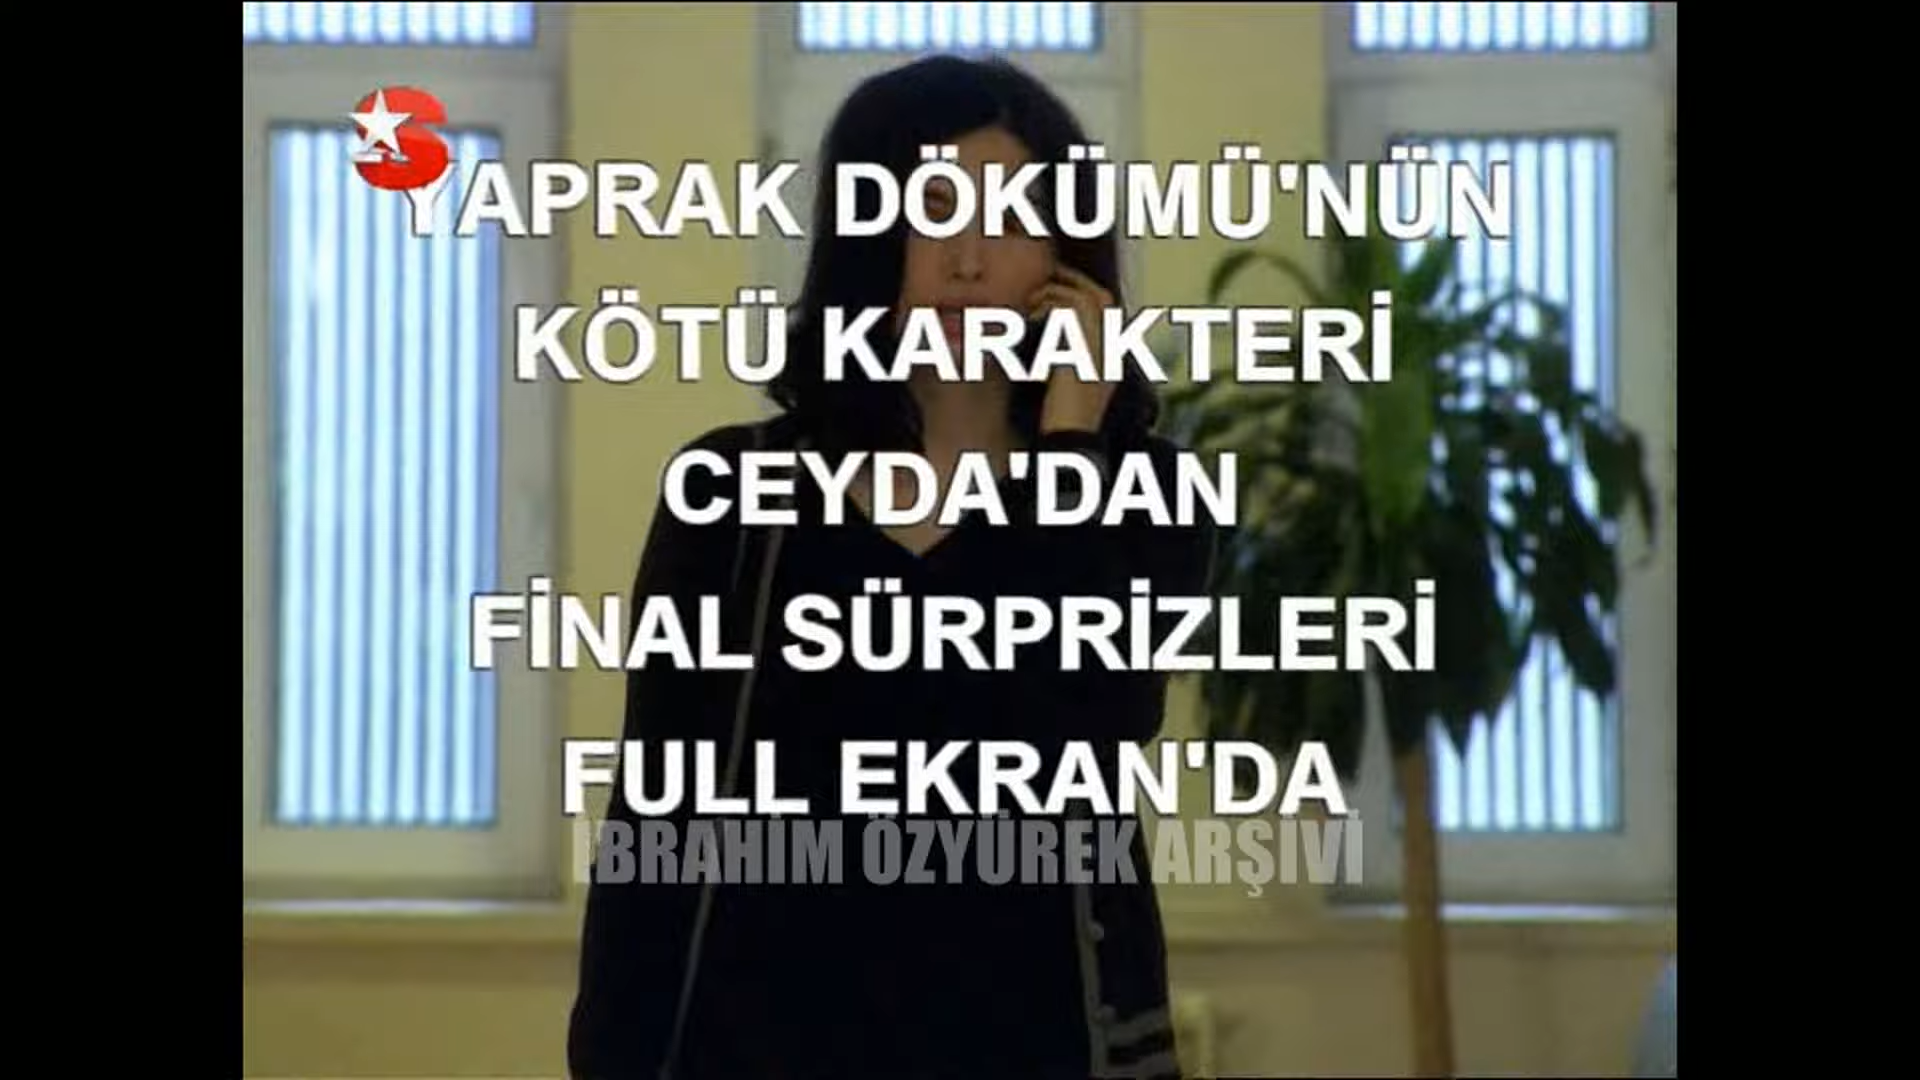 YAPRAK DÖKÜMÜ'NÜN
KÖTÜ KARAKTERİ
CEYDA'DAN
FİNAL SÜRPRİZLERİ
FULL EKRAN'DA
İBRAHİM ÖZYÜREK ARŞİVİ